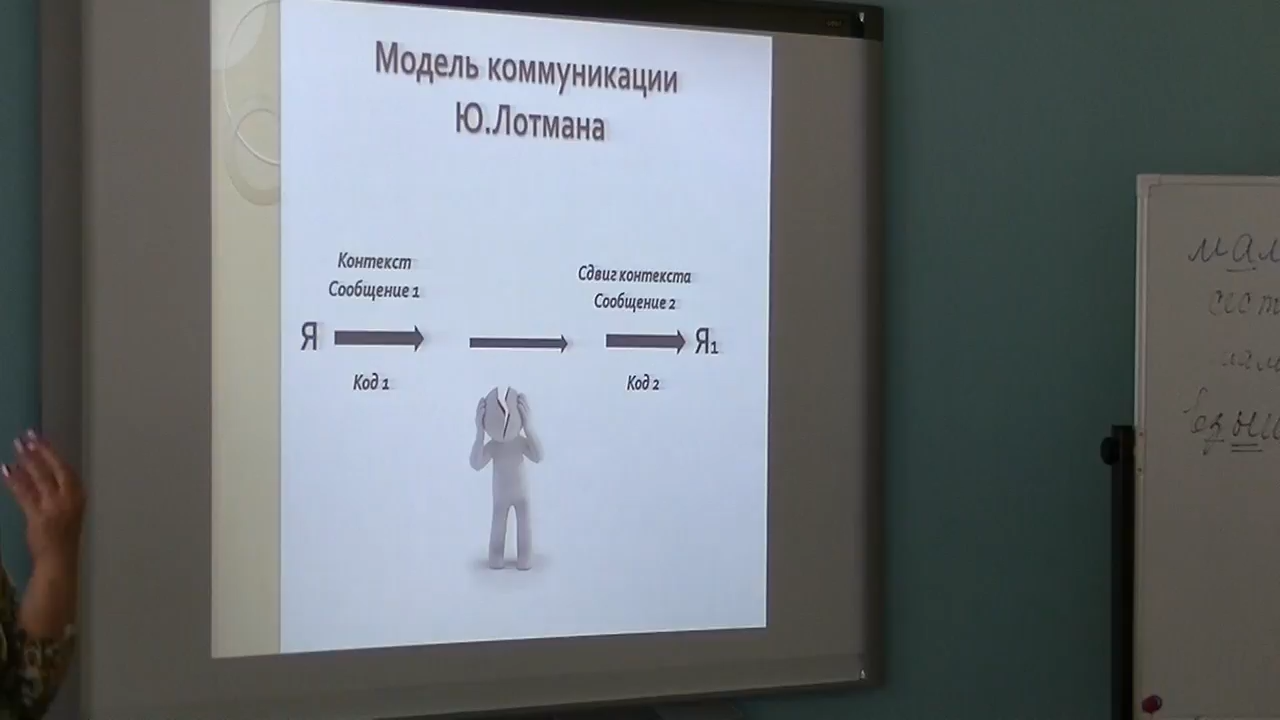 Модель коммуникации
Ю.Лотмана
Контекст
Сообщение 1
Сдвиг контекста
Сообщение 2
Я
Я₁
Код 1
Код 2